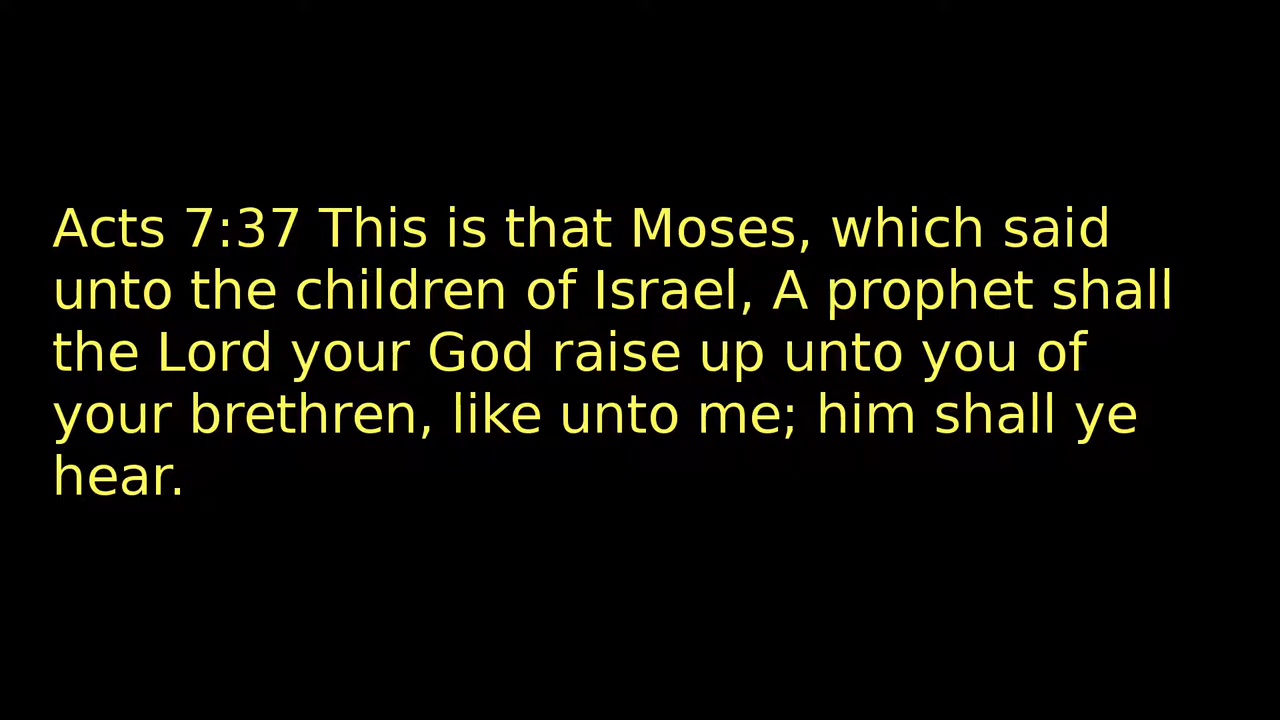 Acts 7:37 This is that Moses, which said
unto the children of Israel, A prophet shall
the Lord your God raise up unto you of
your brethren, like unto me; him shall ye
hear.